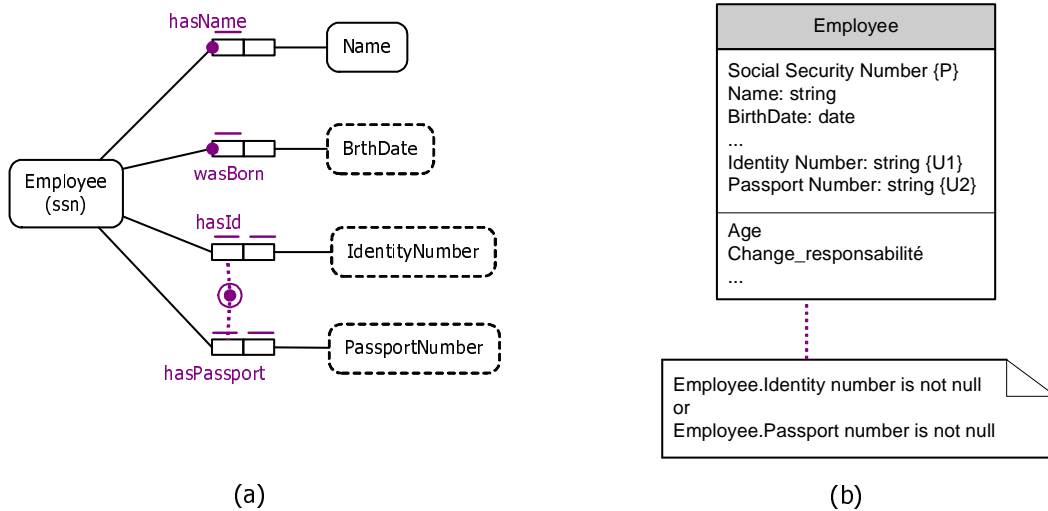 hasName
Name
BrthDate
wasBorn
Employee
(ssn)
hasId
IdentityNumber
PassportNumber
hasPassport
(a)
Employee
Social Security Number {P}
Name: string
BirthDate: date
...
Identity Number: string {U1}
Passport Number: string {U2}
Age
Change_responsabilité
...
Employee.Identity number is not null
or
Employee.Passport number is not null
(b)